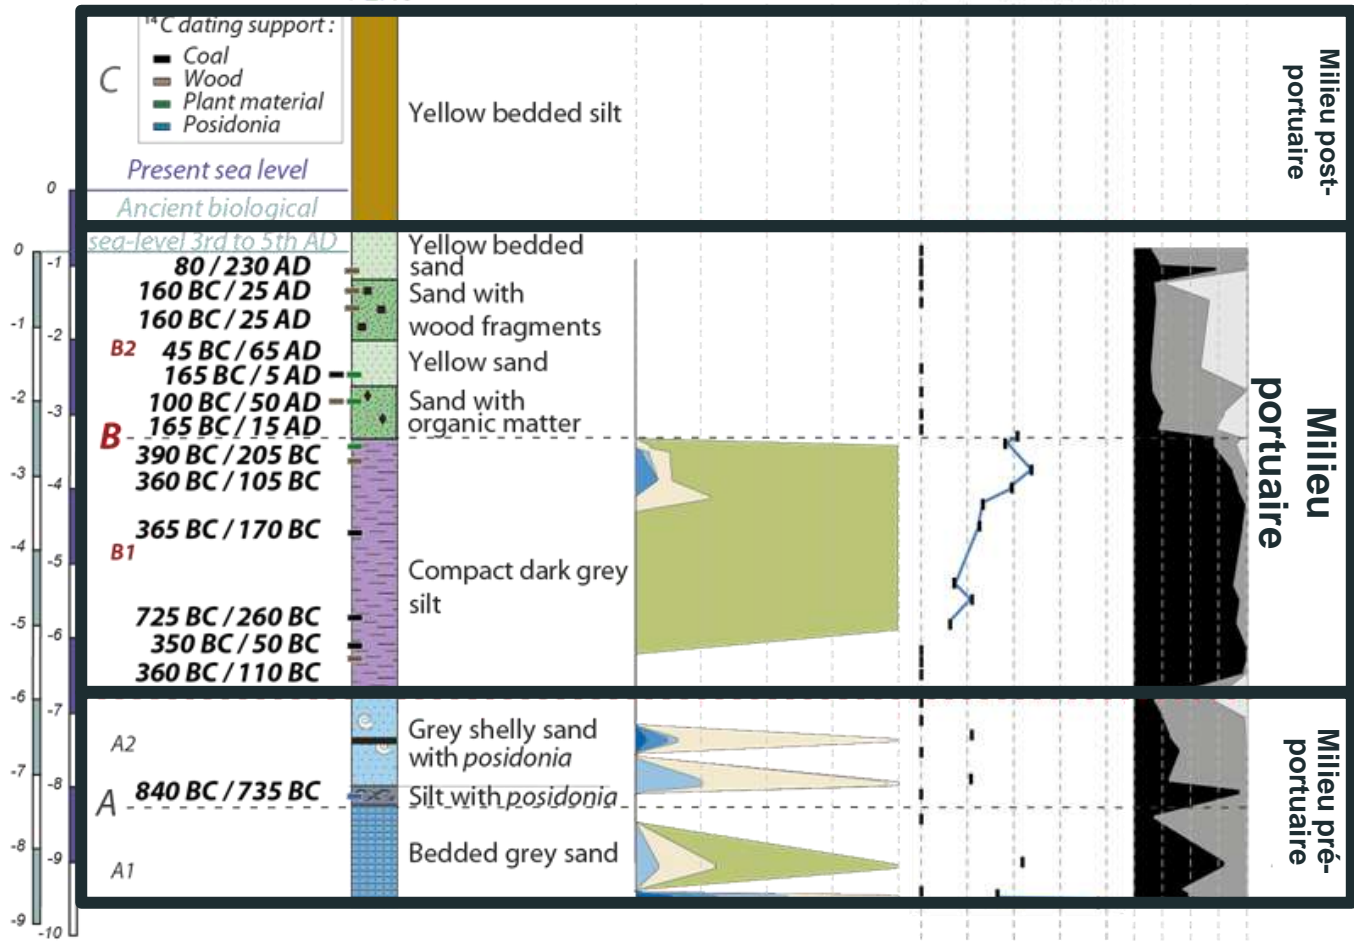 14C dating support :
Coal
Wood
Plant material
Posidonia
C
Yellow bedded silt
Milieu post-
portuaire
Present sea level
Ancient biological
sea-level 3rd to 5th AD
0
-1
-2
-3
-4
-5
-6
-7
-8
-9
0
-1
-2
-3
-4
-5
-6
-7
-8
-9
-10
80 / 230 AD
160 BC / 25 AD
160 BC / 25 AD
B2
45 BC / 65 AD
165 BC / 5 AD
100 BC / 50 AD
165 BC / 15 AD
B
390 BC / 205 BC
360 BC / 105 BC
365 BC / 170 BC
B1
725 BC / 260 BC
350 BC / 50 BC
360 BC / 110 BC
Yellow bedded
sand
Sand with
wood fragments
Yellow sand
Sand with
organic matter
Compact dark grey
silt
Milieu
portuaire
A2
840 BC / 735 BC
A
A1
Grey shelly sand
with posidonia
Silt with posidonia
Bedded grey sand
Milieu pré-
portuaire